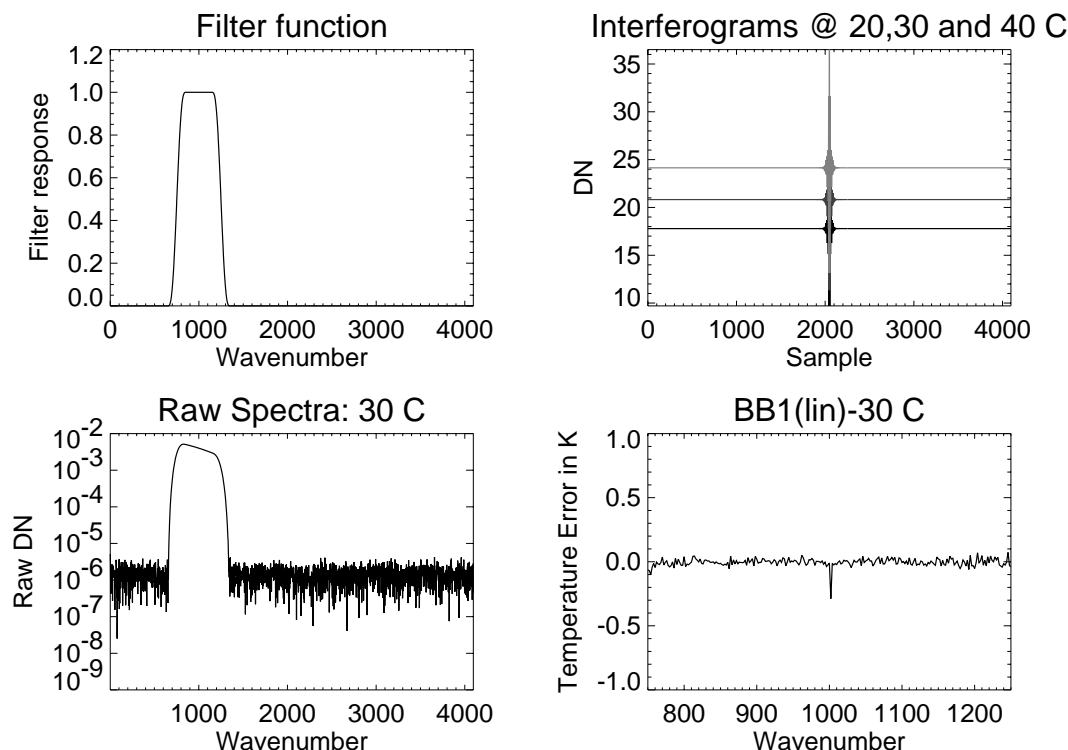 Filter function
Filter response
1.2
1.0
0.8
0.6
0.4
0.2
0.0
0 1000 2000 3000 4000
Wavenumber
Interferograms @ 20,30 and 40 C
DN
35
30
25
20
15
10
0 1000 2000 3000 4000
Sample
Raw Spectra: 30 C
Raw DN
10-2
10-3
10-4
10-5
10-6
10-7
10-8
10-9
1000 2000 3000 4000
Wavenumber
BB1(lin)-30 C
Temperature Error in K
1.0
0.5
0.0
-0.5
-1.0
800 900 1000 1100 1200
Wavenumber